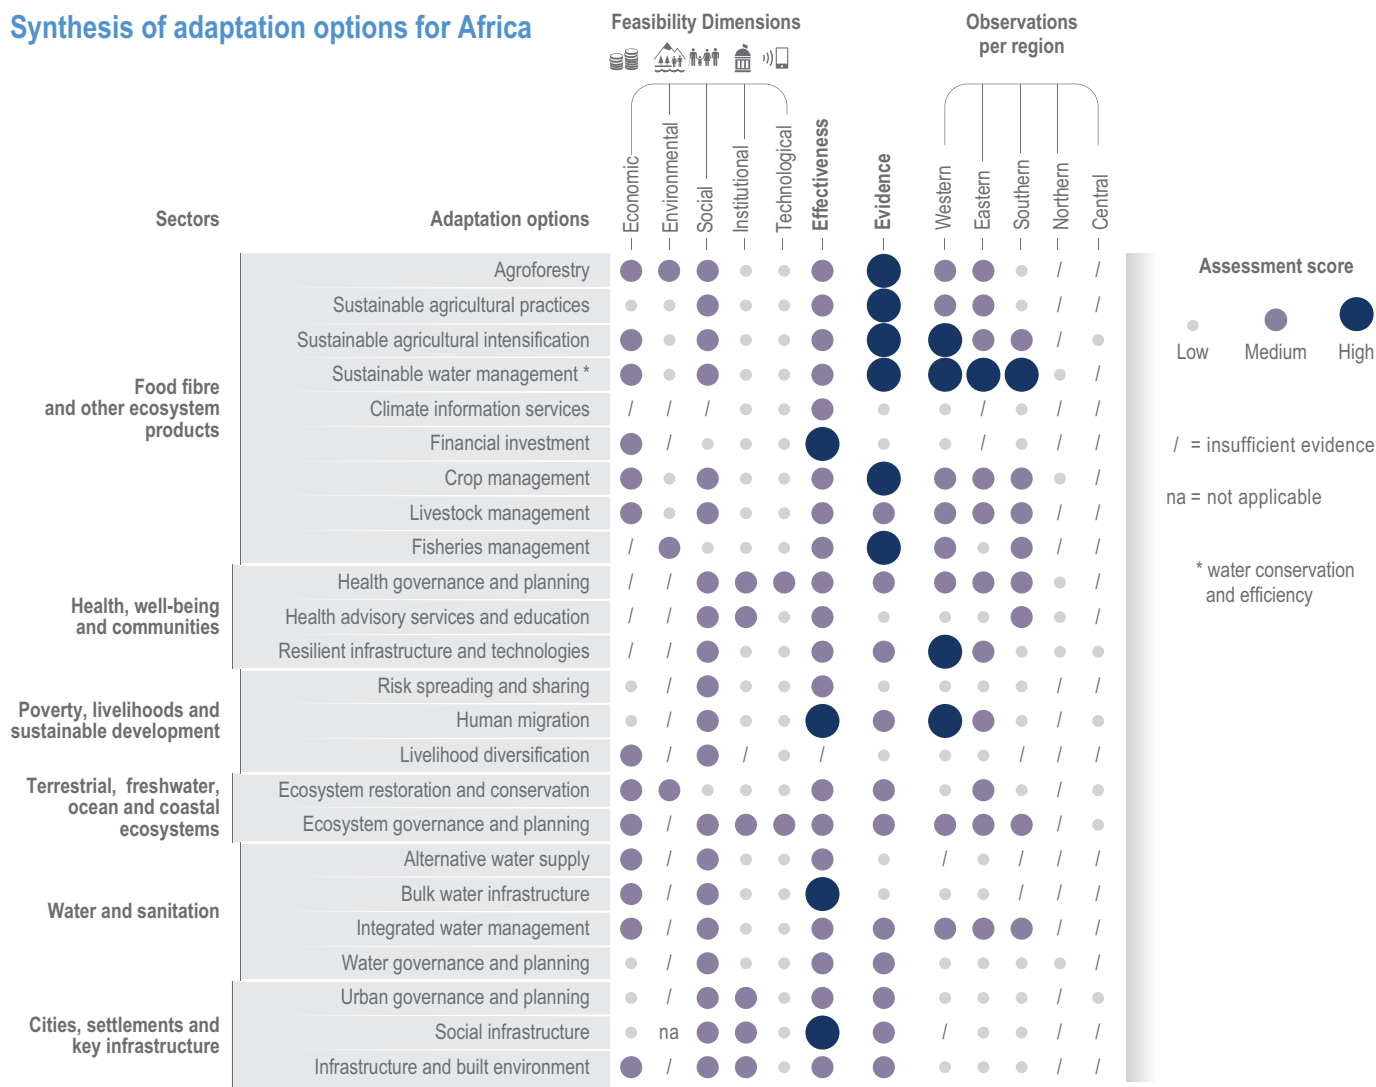 Synthesis of adaptation options for Africa
Feasibility Dimensions
Observations
per region
Economic
Environmental
Social
Institutional
Technological
Effectiveness
Evidence
Western
Eastern
Southern
Northern
Central
Sectors
Adaptation options
Food fibre
and other ecosystem
products
Agroforestry / /
Sustainable agricultural practices / /
Sustainable agricultural intensification /
Sustainable water management * /
Climate information services / / / / / /
Financial investment / / / /
Crop management /
Livestock management / /
Fisheries management / / /
Health, well-being
and communities
Health governance and planning / / /
Health advisory services and education / / /
Resilient infrastructure and technologies / /
Poverty, livelihoods and
sustainable development
Risk spreading and sharing / / /
Human migration / /
Livelihood diversification / / / / / /
Terrestrial, freshwater,
ocean and coastal
ecosystems
Ecosystem restoration and conservation /
Ecosystem governance and planning / /
Water and sanitation
Alternative water supply / / / / /
Bulk water infrastructure / / / /
Integrated water management / / /
Water governance and planning / /
Cities, settlements and
key infrastructure
Urban governance and planning / /
Social infrastructure na / / /
Infrastructure and built environment / / /
Assessment score
Low Medium High
/ = insufficient evidence
na = not applicable
* water conservation
and efficiency